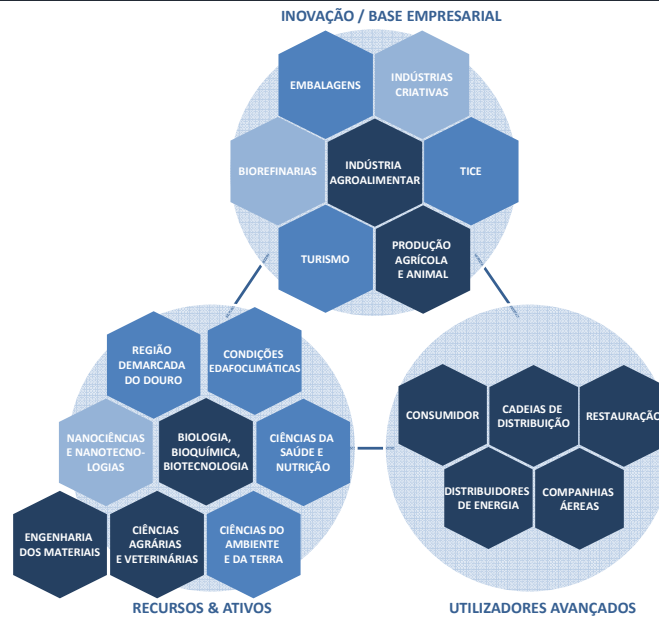 INOVAÇÃO / BASE EMPRESARIAL
EMBALAGENS
INDÚSTRIAS
CRIATIVAS
BIOREFINARIAS
INDÚSTRIA
AGROALIMENTAR
TICE
TURISMO
PRODUÇÃO
AGRÍCOLA
E ANIMAL
REGIÃO
DEMARCADA
DO DOURO
CONDIÇÕES
EDAFOCLIMÁTICAS
NANOCIÊNCIAS
E NANOTECNO-
LOGIAS
BIOLOGIA,
BIOQUÍMICA,
BIOTECNOLOGIA
CIÊNCIAS DA
SAÚDE E
NUTRIÇÃO
ENGENHARIA
DOS MATERIAIS
CIÊNCIAS
AGRÁRIAS
E VETERINÁRIAS
CIÊNCIAS DO
AMBIENTE
E DA TERRA
RECURSOS & ATIVOS
CONSUMIDOR
CADEIAS DE
DISTRIBUIÇÃO
RESTAURAÇÃO
DISTRIBUIDORES
DE ENERGIA
COMPANHIAS
ÁEREAS
UTILIZADORES AVANÇADOS